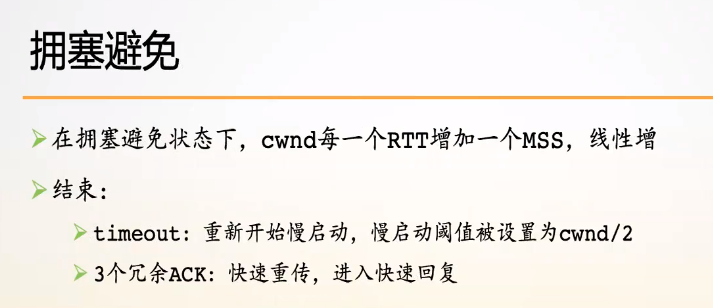 拥塞避免
在拥塞避免状态下，cwnd每一个RTT增加一个MSS，线性增
结束：
timeout：重新开始慢启动，慢启动阈值被设置为cwnd/2
3个冗余ACK：快速重传，进入快速回复